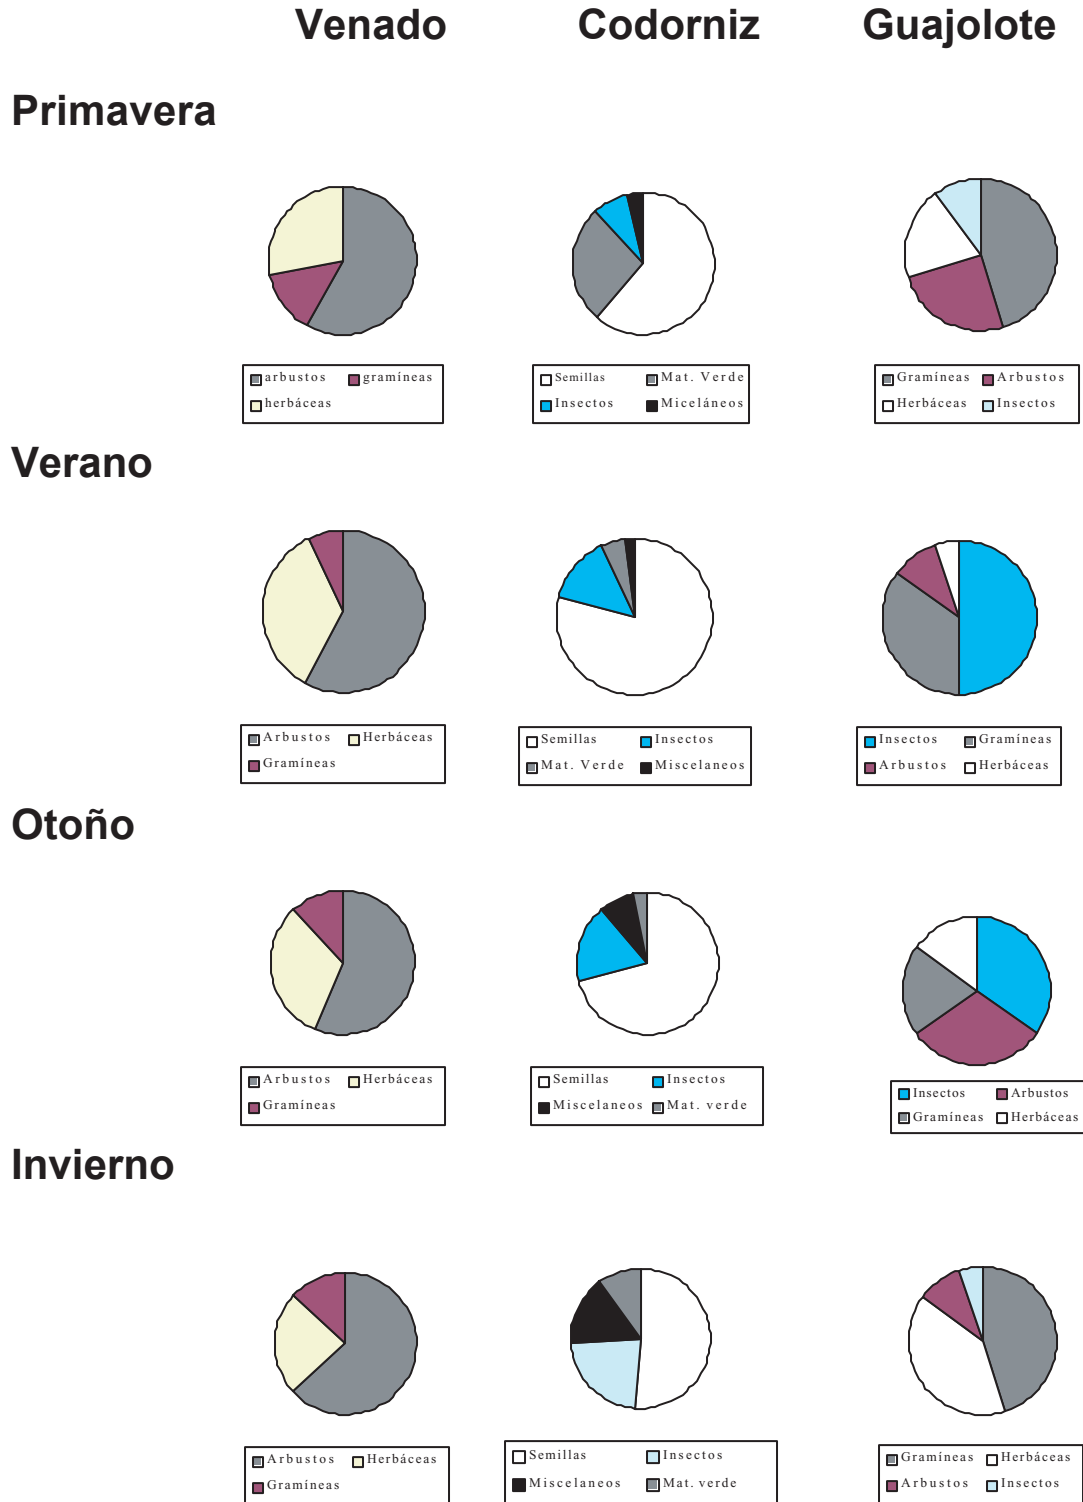 Venado Codorniz Guajolote
Primavera
arbustos gramíneas
herbáceas
Semillas Mat. Verde
Insectos Miceláneos
Gramíneas Arbustos
Herbáceas Insectos
Verano
Arbustos Herbáceas
Gramíneas
Semillas Insectos
Mat. Verde Miscelaneos
Insectos Gramíneas
Arbustos Herbáceas
Otoño
Arbustos Herbáceas
Gramíneas
Semillas Insectos
Miscelaneos Mat. verde
Insectos Arbustos
Gramíneas Herbáceas
Invierno
Arbustos Herbáceas
Gramíneas
Semillas Insectos
Miscelaneos Mat. verde
Gramíneas Herbáceas
Arbustos Insectos